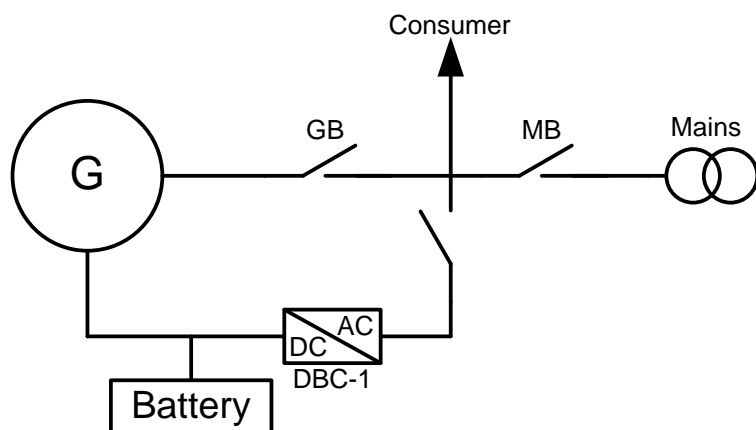 Consumer
GB
MB
Mains
G
AC
DC
DBC-1
Battery